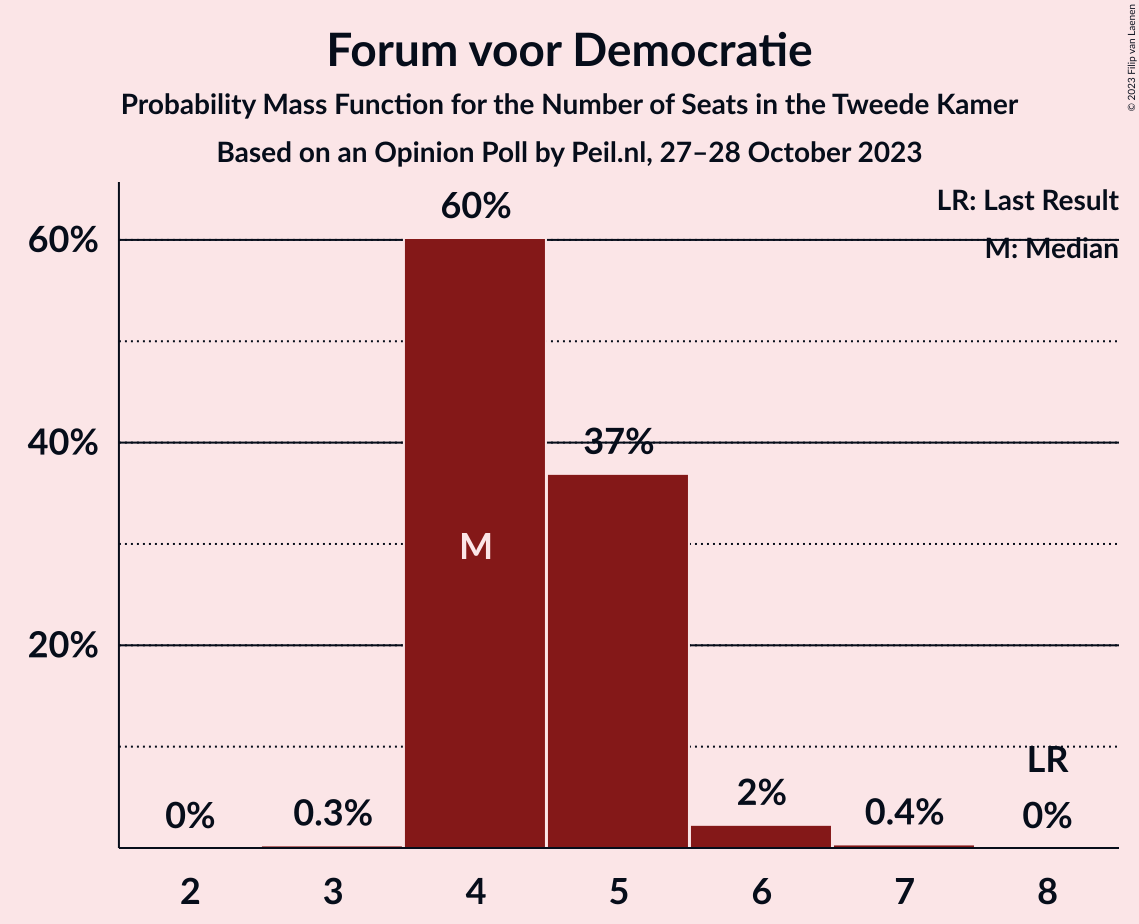 Forum voor Democratie
Probability Mass Function for the Number of Seats in the Tweede Kamer
Based on an Opinion Poll by Peil.nl, 27–28 October 2023
© 2023 Filip van Laenen
LR: Last Result
M: Median
60%
40%
20%
0%
0.3%
60%
M
37%
2%
0.4%
LR
0%
2 3 4 5 6 7 8